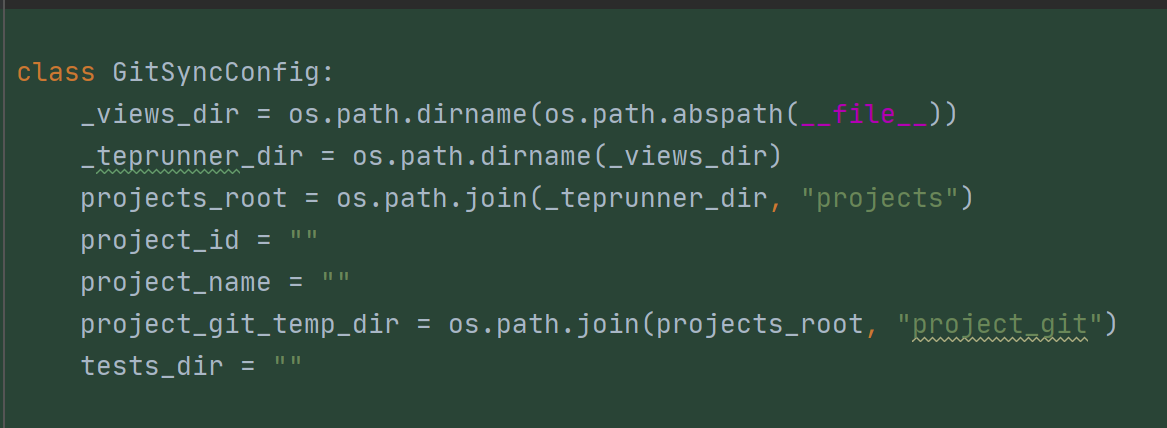 class GitSyncConfig:
    _views_dir = os.path.dirname(os.path.abspath(__file__))
    _teprunner_dir = os.path.dirname(_views_dir)
    projects_root = os.path.join(_teprunner_dir, "projects")
    project_id = ""
    project_name = ""
    project_git_temp_dir = os.path.join(projects_root, "project_git")
    tests_dir = ""